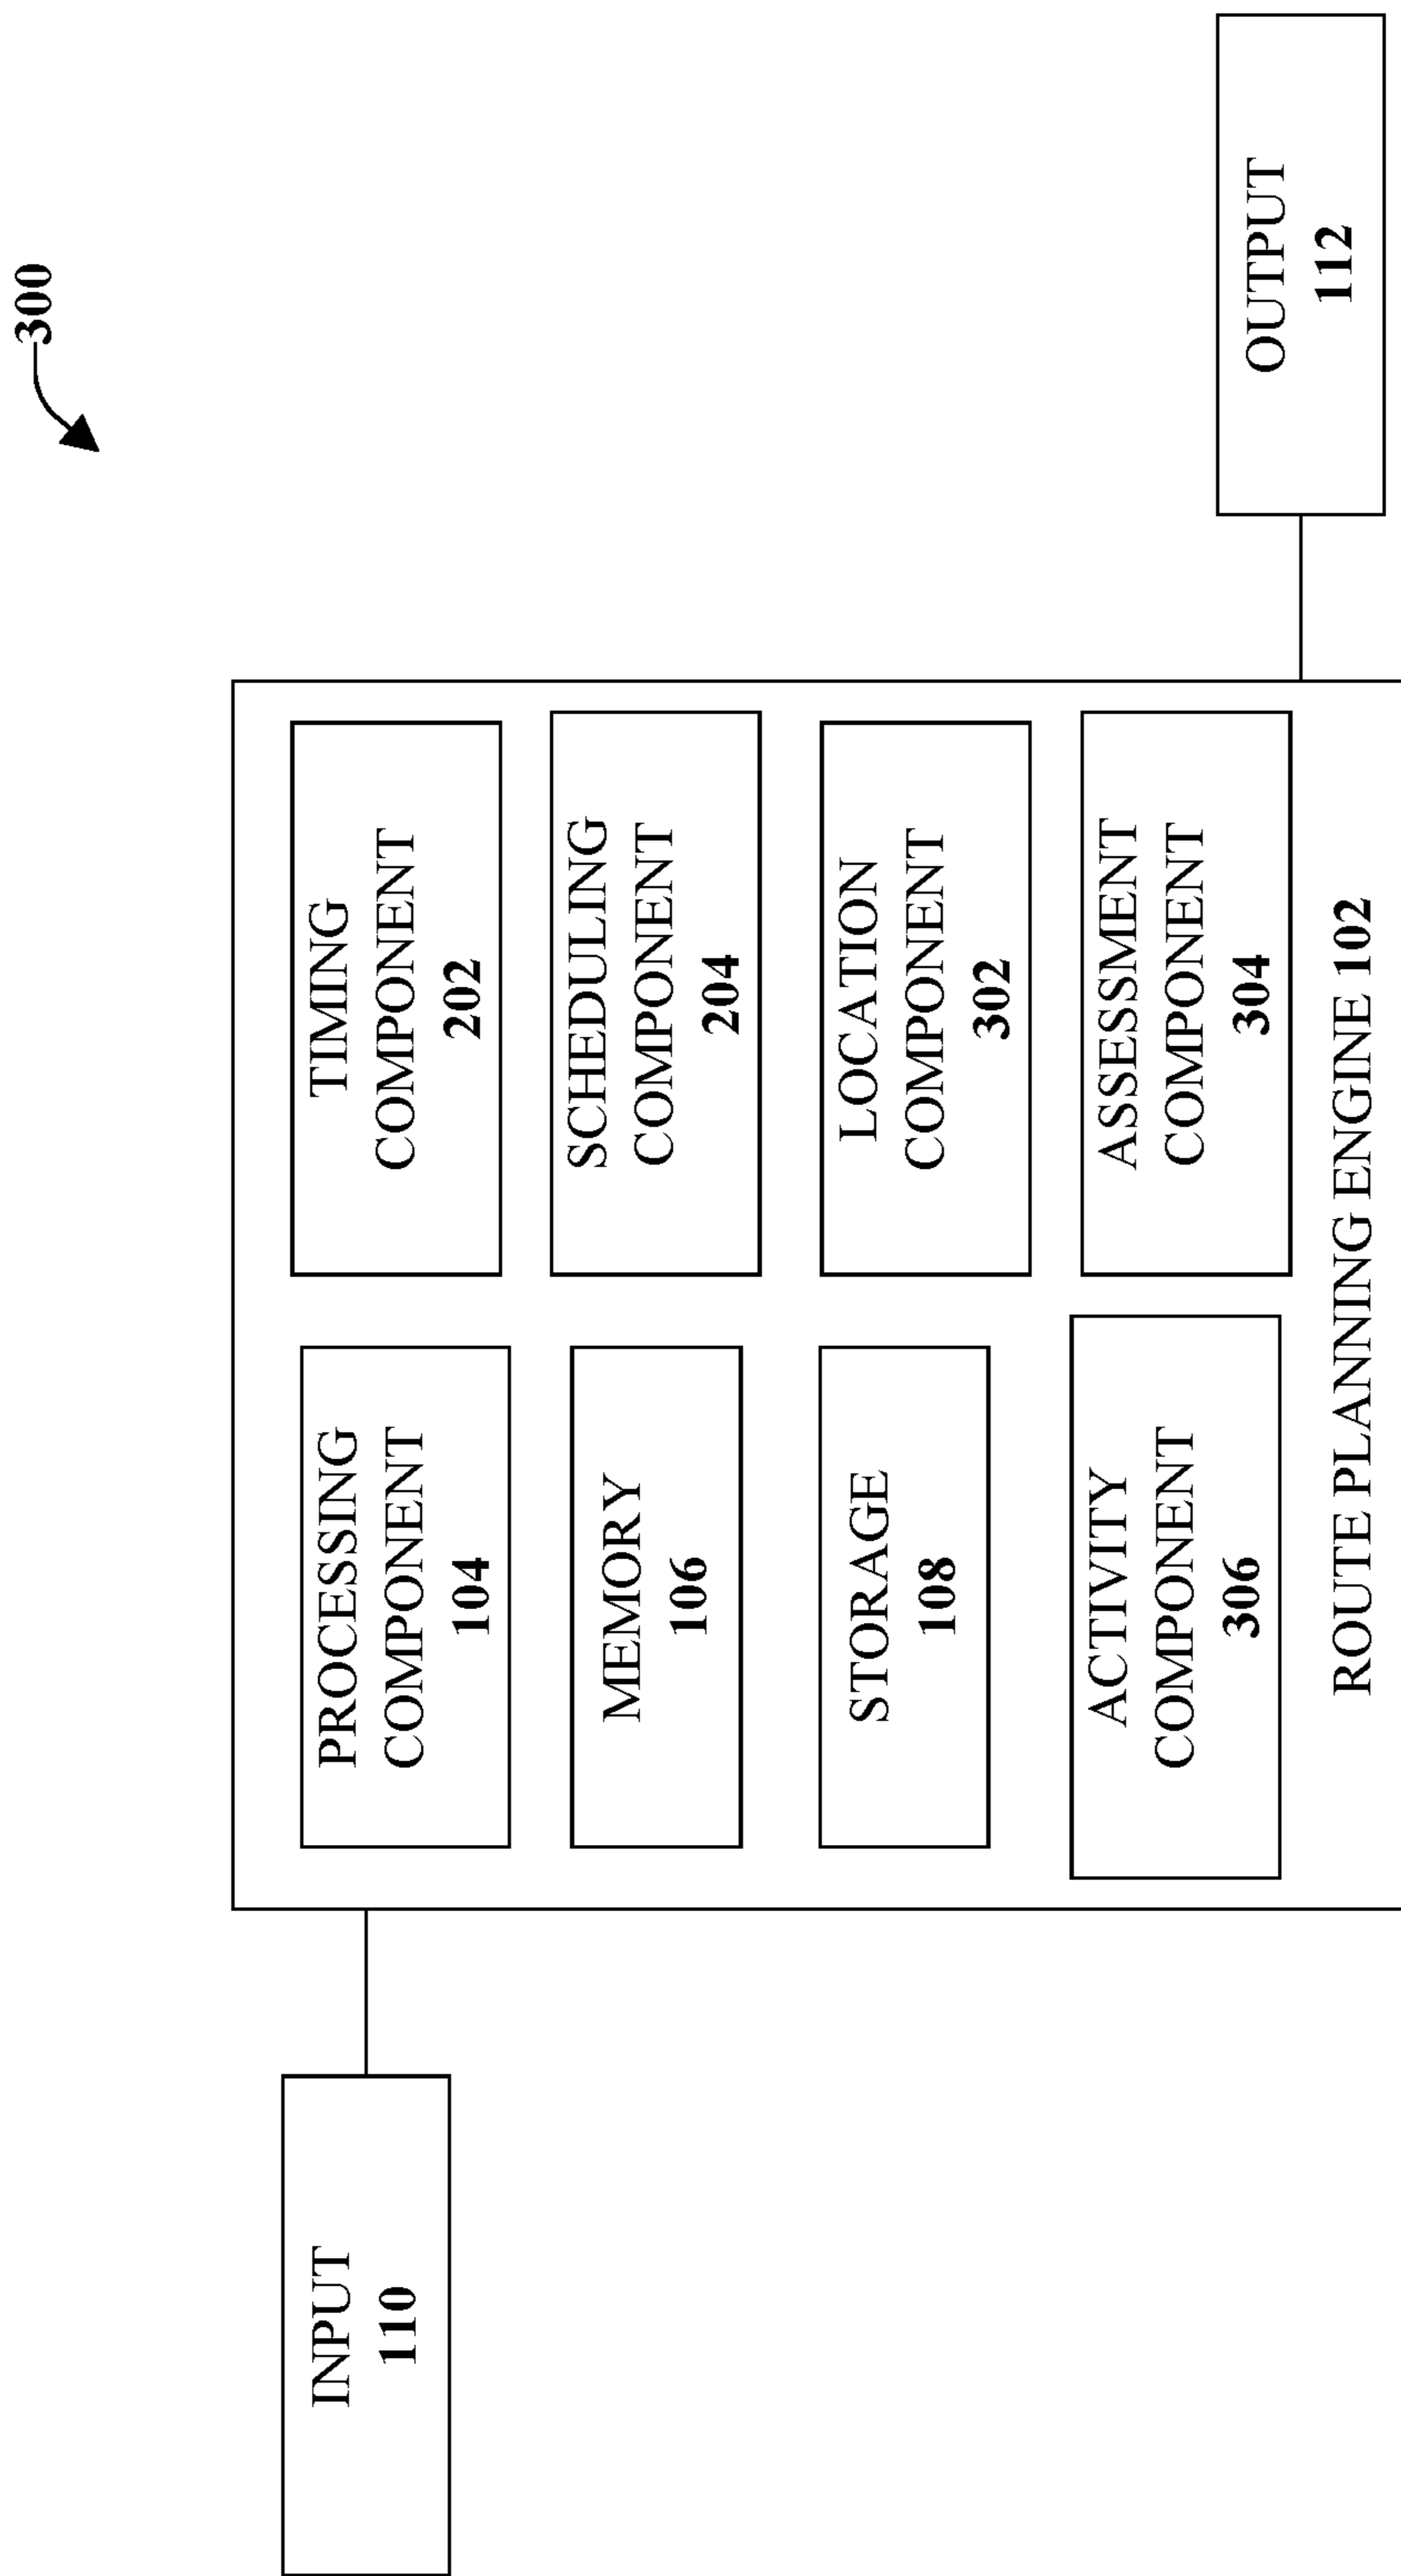 300
INPUT
110
PROCESSING
COMPONENT
104
TIMING
COMPONENT
202
MEMORY
106
SCHEDULING
COMPONENT
204
STORAGE
108
LOCATION
COMPONENT
302
ACTIVITY
COMPONENT
306
ASSESSMENT
COMPONENT
304
ROUTE PLANNING ENGINE 102
OUTPUT
112